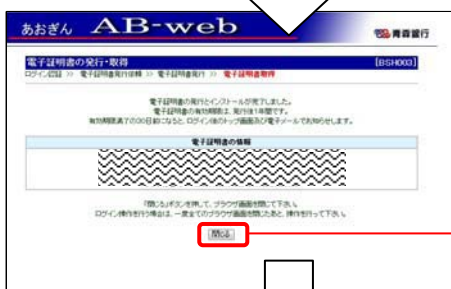 あおぎん AB-web
青森銀行
電子証明書の発行・取得
[BSH003]
ログイン認証 >> 電子証明書発行依頼 >> 電子証明書発行 >> 電子証明書取得
電子証明書の発行とインストールが完了しました。
電子証明書の有効期限は、発行後1年間です。
有効期限満了の30日前になると、ログイン後のトップ画面及び電子メールでお知らせします。
電子証明書の情報
「閉じる」ボタンを押して、ブラウザ画面を閉じて下さい。
ログイン操作を行う場合は、一度全てのブラウザ画面を閉じたあと、操作を行って下さい。
閉じる